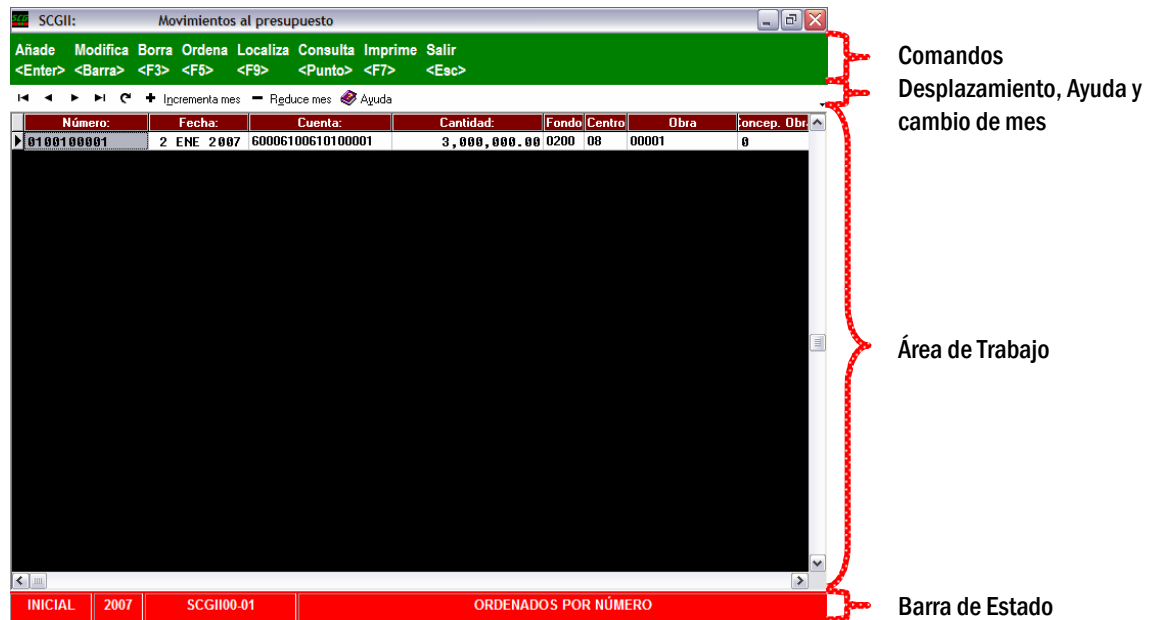 SCG SCGII: Movimientos al presupuesto
Añade Modifica Borra Ordena Localiza Consulta Imprime Salir
<Enter> <Barra> <F3> <F5> <F9> <Punto> <F7> <Esc>
Incrementa mes Reduce mes Ayuda
Número: Fecha: Cuenta: Cantidad: Fondo Centro Obra Concep. Obr
0100100001 2 ENE 2007 60006100610100001 3,000,000.00 0200 08 00001 0
INICIAL 2007 SCGII00-01 ORDENADOS POR NÚMERO
Comandos
Desplazamiento, Ayuda y
cambio de mes
Área de Trabajo
Barra de Estado